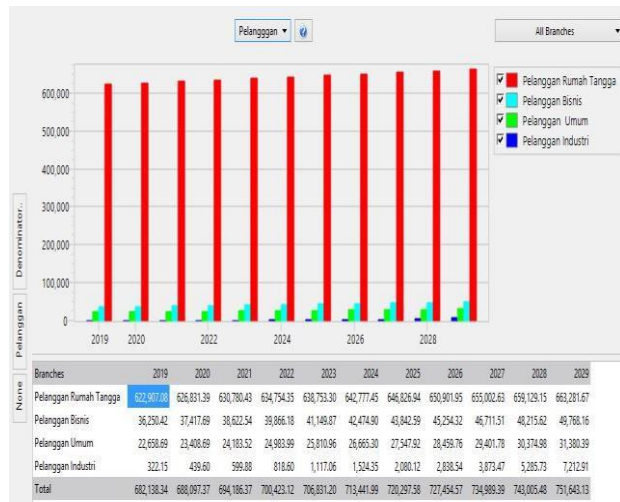 Pelangggan
All Branches
Pelanggan Rumah Tangga
Pelanggan Bisnis
Pelanggan Umum
Pelanggan Industri
600,000
500,000
400,000
300,000
200,000
100,000
0
2019 2020 2022 2024 2026 2028
Denominator..
Pelanggan
None
Branches 2019 2020 2021 2022 2023 2024 2025 2026 2027 2028 2029
Pelanggan Rumah Tangga 622,907.08 626,831.39 630,780.43 634,754.35 638,753.30 642,777.45 646,826.94 650,901.95 655,002.63 659,129.15 663,281.67
Pelanggan Bisnis 36,250.42 37,417.69 38,622.54 39,866.18 41,149.87 42,474.90 43,842.59 45,254.32 46,711.51 48,215.62 49,768.16
Pelanggan Umum 22,658.69 23,408.69 24,183.52 24,983.99 25,810.96 26,665.30 27,547.92 28,459.76 29,401.78 30,374.98 31,380.39
Pelanggan Industri 322.15 439.60 599.88 818.60 1,117.06 1,524.35 2,080.12 2,838.54 3,873.47 5,285.73 7,212.91
Total 682,138.34 688,097.37 694,186.37 700,423.12 706,831.20 713,441.99 720,297.58 727,454.57 734,989.39 743,005.48 751,643.13